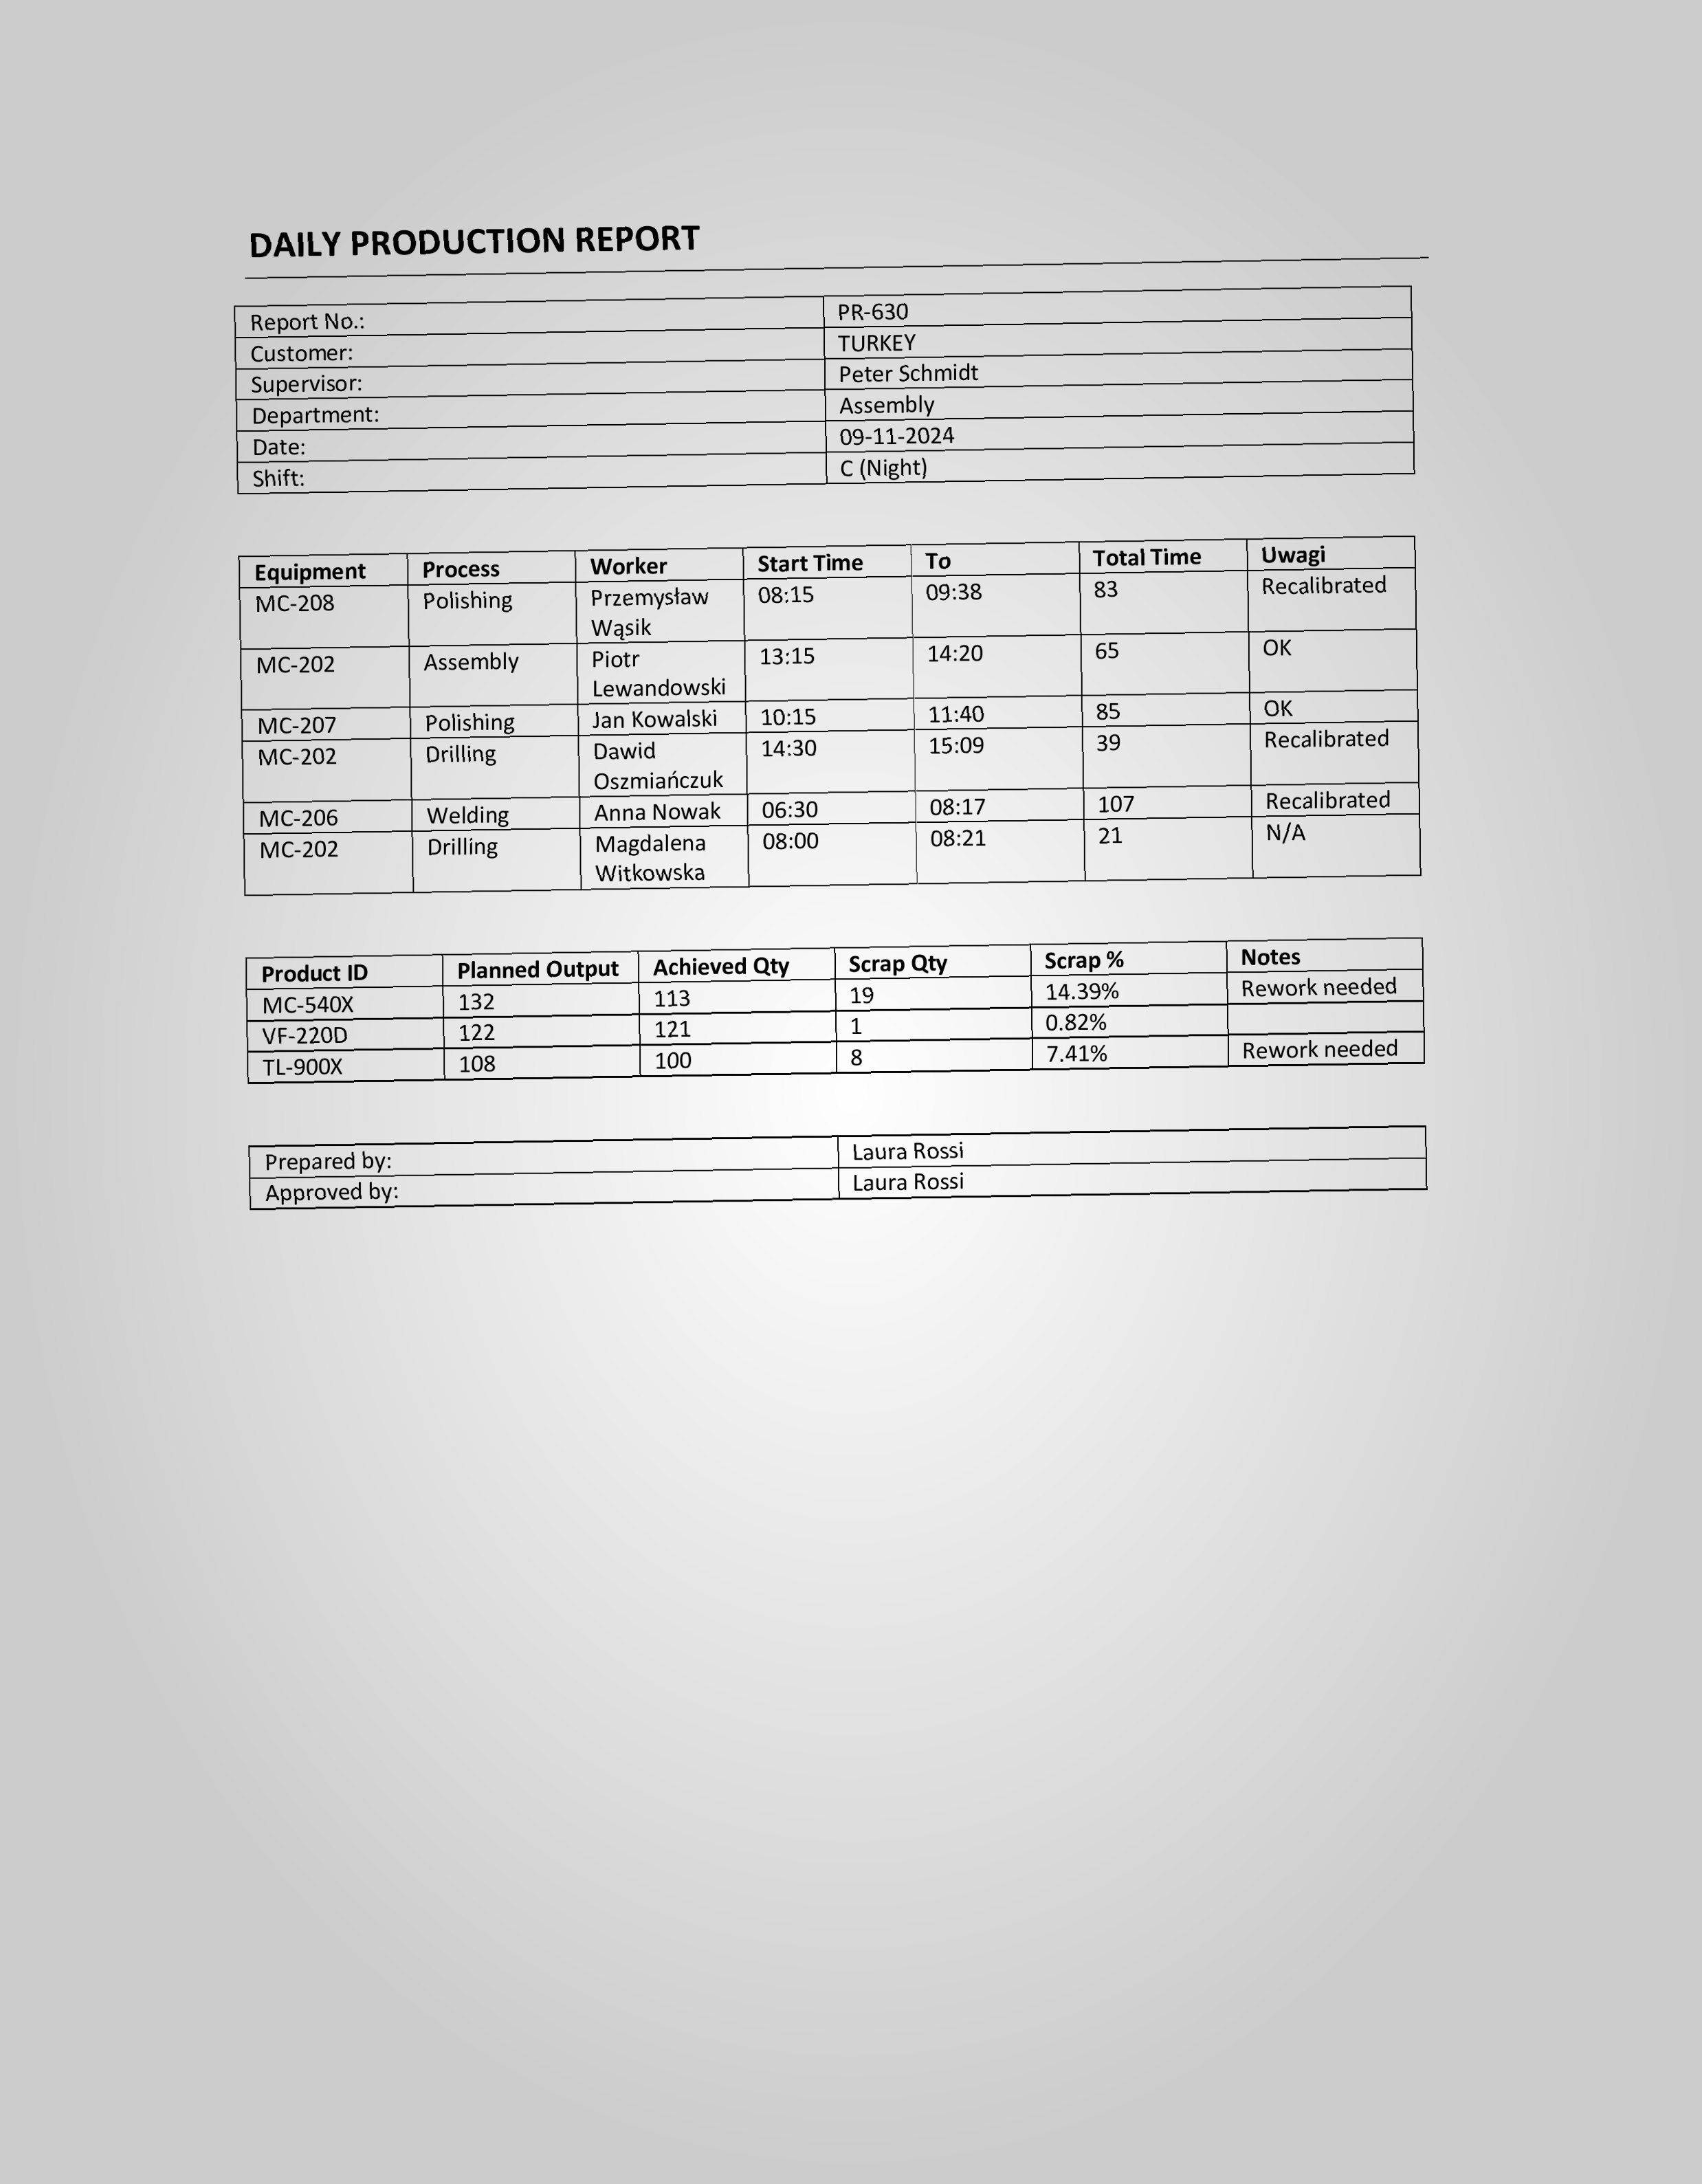 DAILY PRODUCTION REPORT
Report No.: PR-630
Customer: TURKEY
Supervisor: Peter Schmidt
Department: Assembly
Date: 09-11-2024
Shift: C (Night)
Equipment Process Worker Start Time To Total Time Uwagi
MC-208 Polishing Przemysław 08:15 09:38 83 Recalibrated
Wąsik
MC-202 Assembly Piotr 13:15 14:20 65 OK
Lewandowski
MC-207 Polishing Jan Kowalski 10:15 11:40 85 OK
MC-202 Drilling Dawid 14:30 15:09 39 Recalibrated
Oszmiańczuk
MC-206 Welding Anna Nowak 06:30 08:17 107 Recalibrated
MC-202 Drilling Magdalena 08:00 08:21 21 N/A
Witkowska
Product ID Planned Output Achieved Qty Scrap Qty Scrap % Notes
MC-540X 132 113 19 14.39% Rework needed
VF-220D 122 121 1 0.82%
TL-900X 108 100 8 7.41% Rework needed
Prepared by: Laura Rossi
Approved by: Laura Rossi